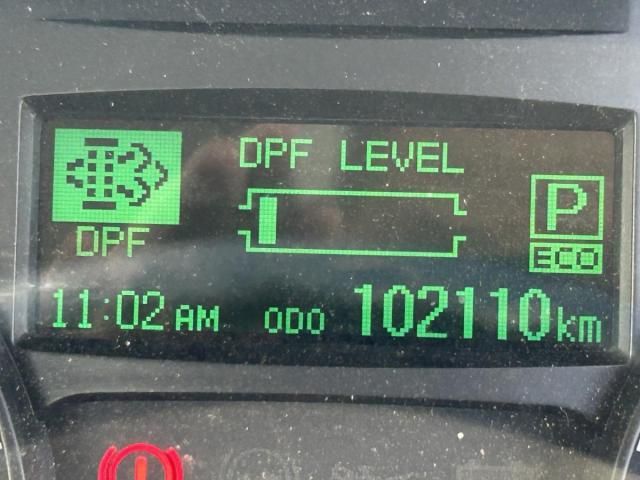 DPF LEVEL
P
DPF
ECO
11:02 AM ODO 102110 km